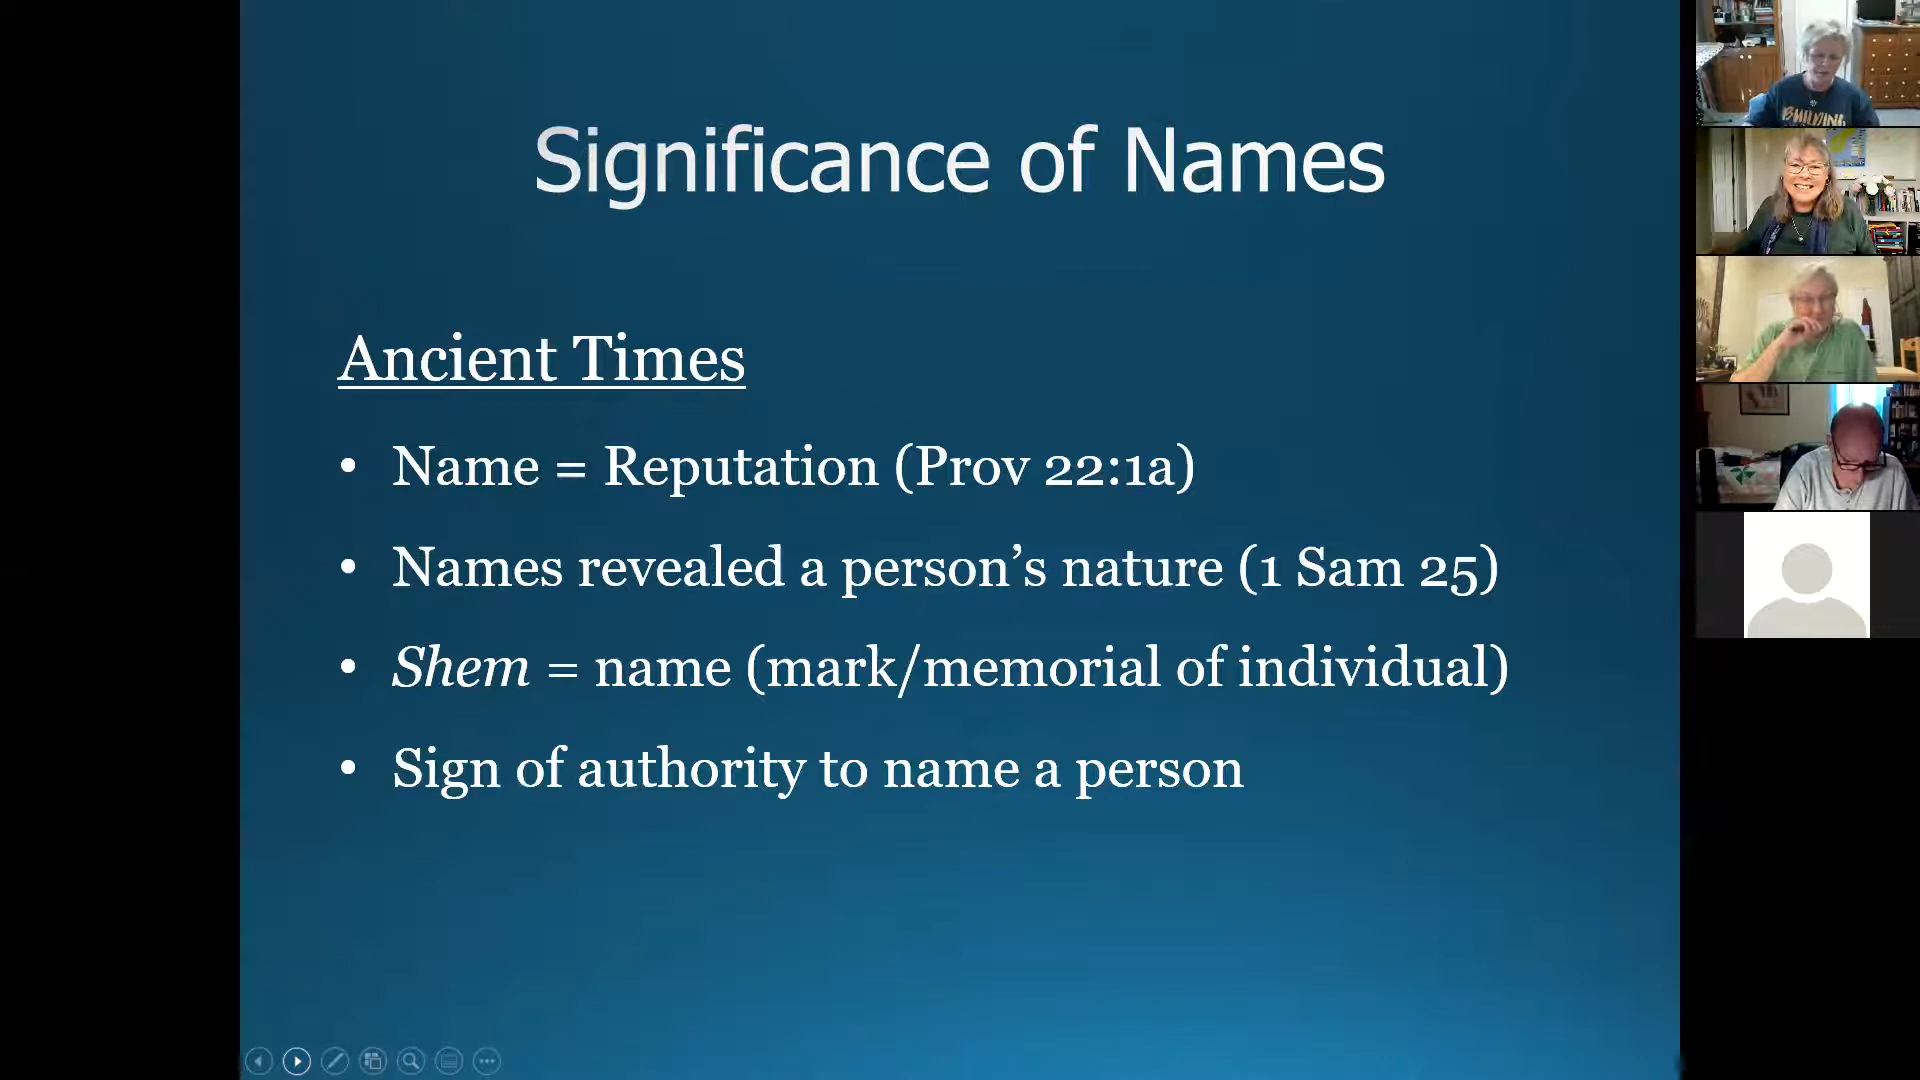 Significance of Names
Ancient Times
• Name = Reputation (Prov 22:1a)
• Names revealed a person’s nature (1 Sam 25)
• Shem = name (mark/memorial of individual)
• Sign of authority to name a person
BUILDING